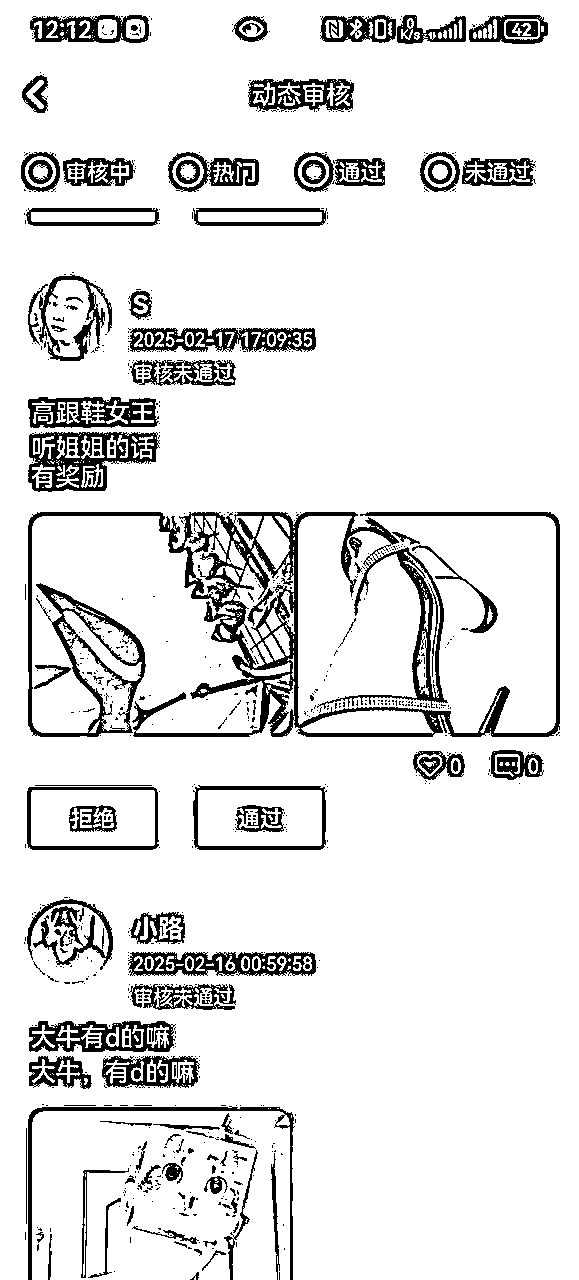 12:12
0 K/s
42
动态审核
审核中 热门 通过 未通过
S
2025-02-17 17:09:35
审核未通过
高跟鞋女王
听姐姐的话
有奖励
0 0
拒绝 通过
小路
2025-02-16 00:59:58
审核未通过
大牛有d的嘛
大牛，有d的嘛